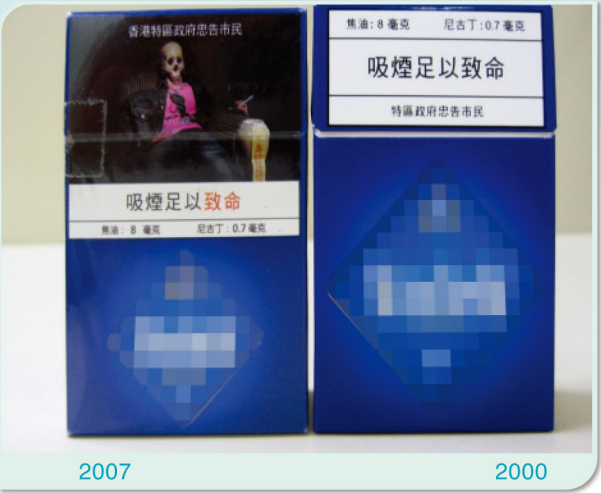 香港特區政府忠告市民
吸煙足以致命
焦油: 8 毫克 尼古丁: 0.7 毫克
焦油: 8 毫克 尼古丁: 0.7 毫克
吸煙足以致命
特區政府忠告市民
2007
2000